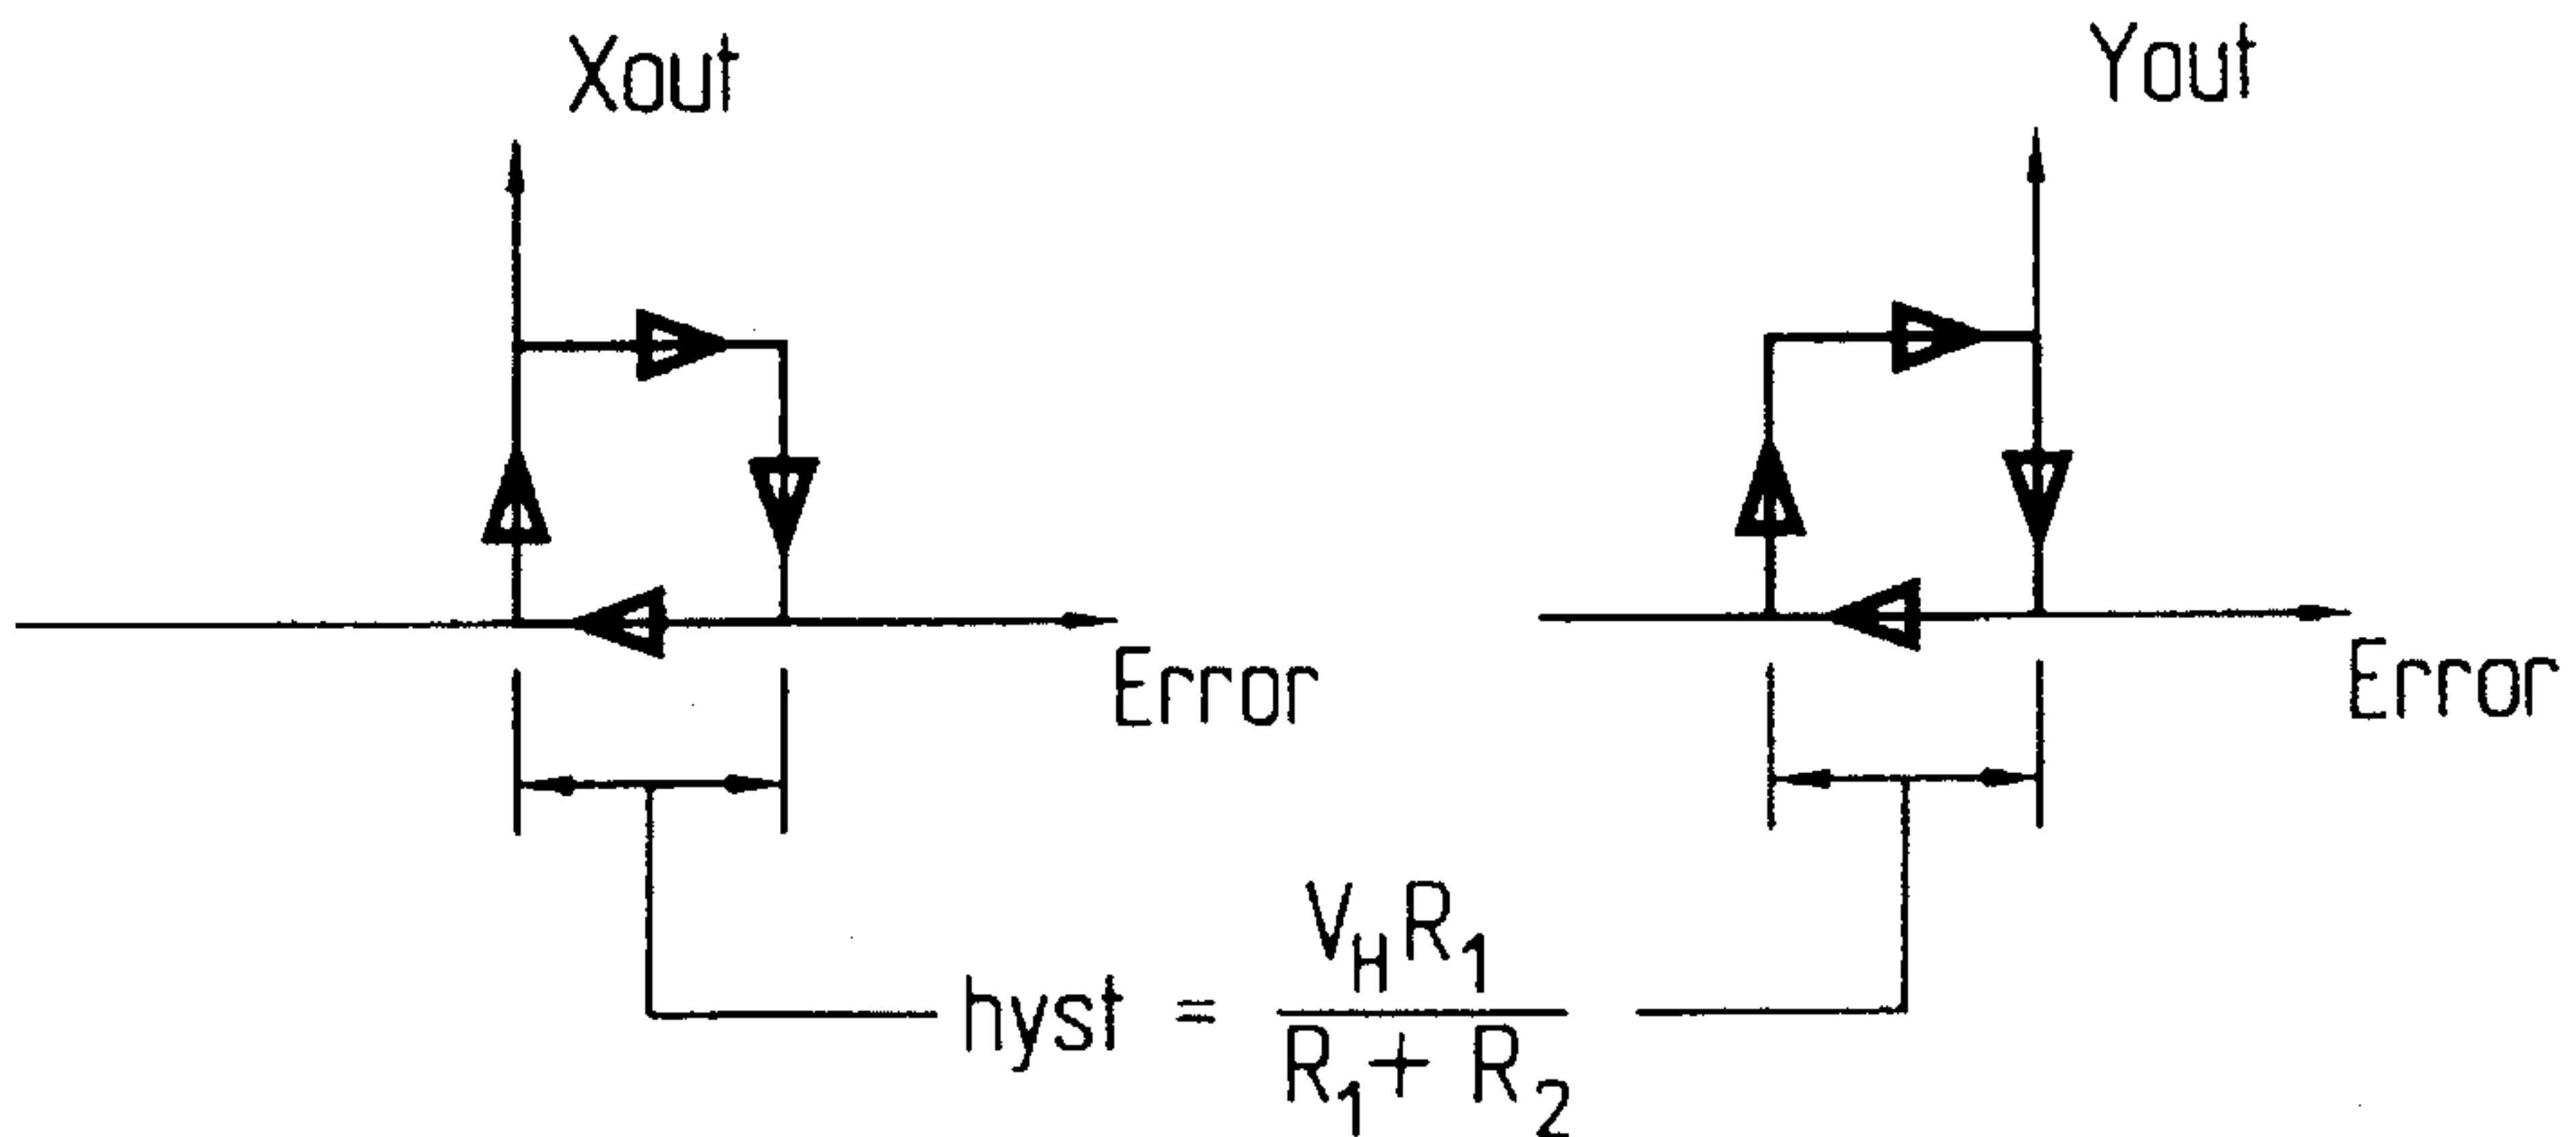 Xout
Yout
Error
Error
hyst = V_H R_1 / R_1 + R_2